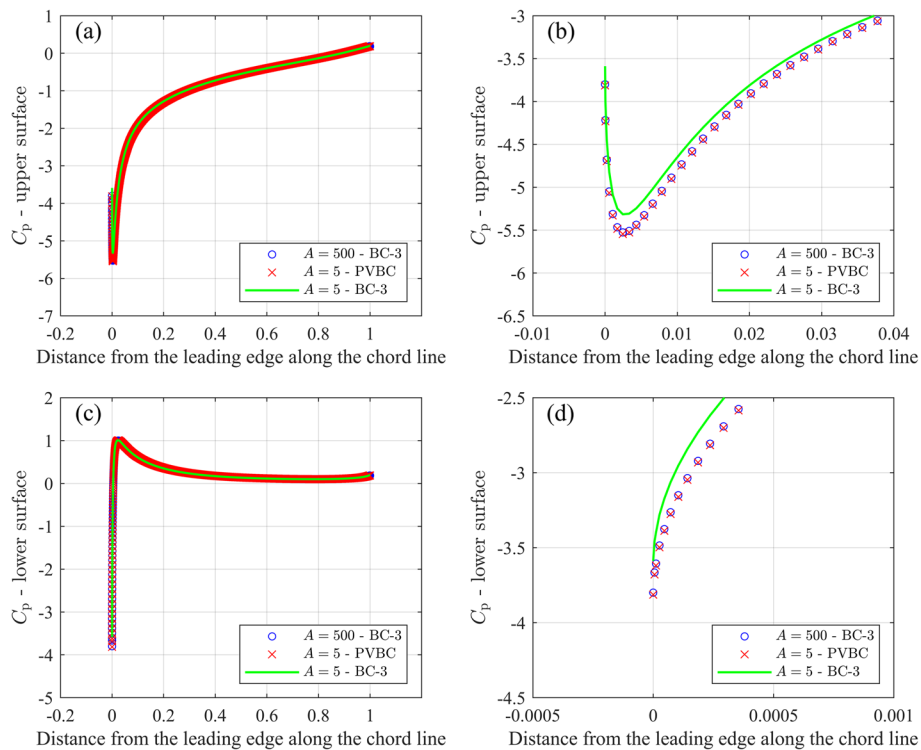 (a)
1
0
-1
-2
-3
-4
-5
-6
-7
Cp - upper surface
A = 500 - BC-3
A = 5 - PVBC
A = 5 - BC-3
-0.2 0 0.2 0.4 0.6 0.8 1
Distance from the leading edge along the chord line
(b)
-3
-3.5
-4
-4.5
-5
-5.5
-6
-6.5
Cp - upper surface
A = 500 - BC-3
A = 5 - PVBC
A = 5 - BC-3
-0.01 0 0.01 0.02 0.03 0.04
Distance from the leading edge along the chord line
(c)
2
1
0
-1
-2
-3
-4
-5
Cp - lower surface
A = 500 - BC-3
A = 5 - PVBC
A = 5 - BC-3
-0.2 0 0.2 0.4 0.6 0.8 1
Distance from the leading edge along the chord line
(d)
-2.5
-3
-3.5
-4
-4.5
Cp - lower surface
A = 500 - BC-3
A = 5 - PVBC
A = 5 - BC-3
-0.0005 0 0.0005 0.001
Distance from the leading edge along the chord line